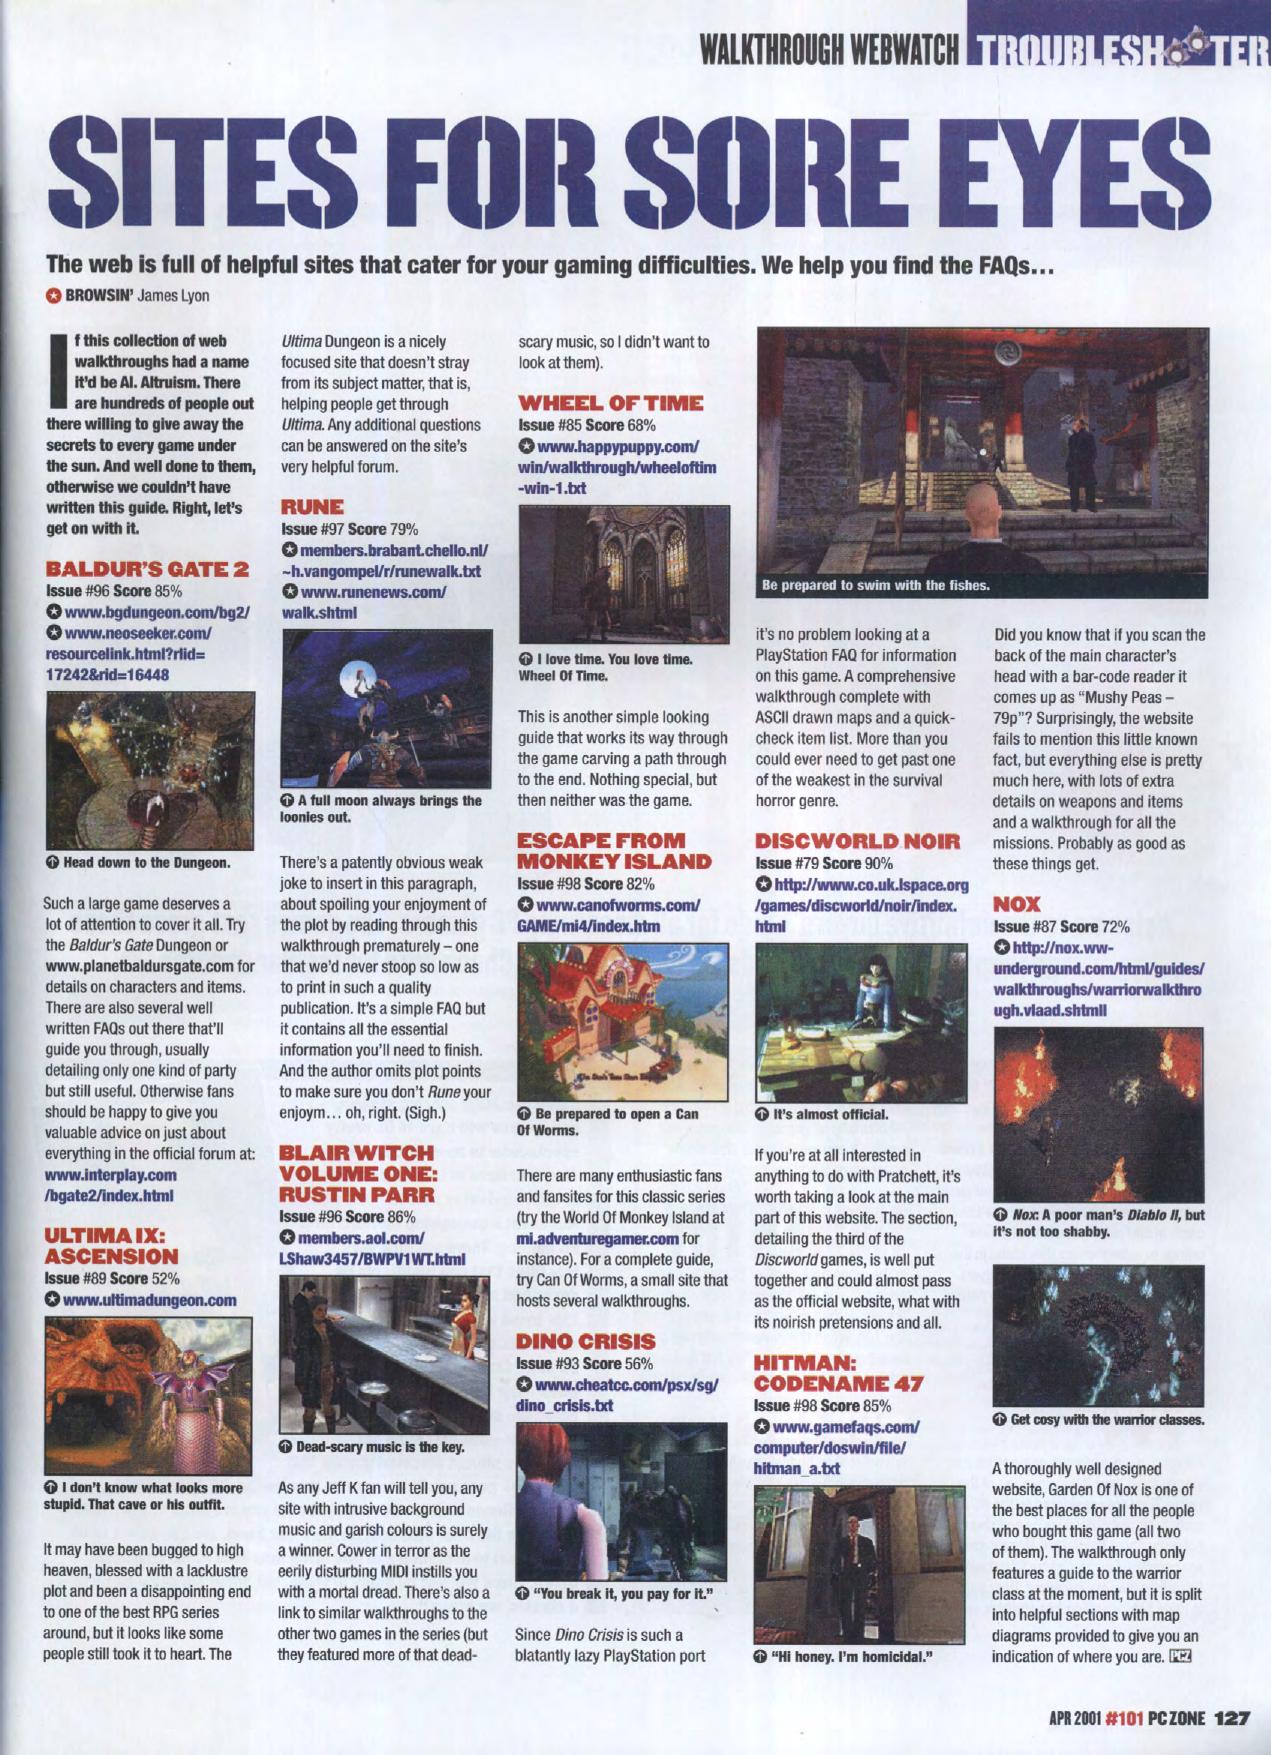 WALKTHROUGH WEBWATCH TROUBLESHOOTER
SITES FOR SORE EYES
The web is full of helpful sites that cater for your gaming difficulties. We help you find the FAQs...
BROWSIN' James Lyon
If this collection of web
walkthroughs had a name
it'd be Al. Altruism. There
are hundreds of people out
there willing to give away the
secrets to every game under
the sun. And well done to them,
otherwise we couldn't have
written this guide. Right, let's
get on with it.
BALDUR'S GATE 2
Issue #96 Score 85%
www.bgdungeon.com/bg2/
www.neoseeker.com/
resourcelink.html?rlid=
17242&rid=16448
Head down to the Dungeon.
Such a large game deserves a
lot of attention to cover it all. Try
the Baldur's Gate Dungeon or
www.planetbaldursgate.com for
details on characters and items.
There are also several well
written FAQs out there that'll
guide you through, usually
detailing only one kind of party
but still useful. Otherwise fans
should be happy to give you
valuable advice on just about
everything in the official forum at:
www.interplay.com
/bgate2/index.html
ULTIMA IX:
ASCENSION
Issue #89 Score 52%
www.ultimadungeon.com
I don't know what looks more
stupid. That cave or his outfit.
It may have been bugged to high
heaven, blessed with a lacklustre
plot and been a disappointing end
to one of the best RPG series
around, but it looks like some
people still took it to heart. The
Ultima Dungeon is a nicely
focused site that doesn't stray
from its subject matter, that is,
helping people get through
Ultima. Any additional questions
can be answered on the site's
very helpful forum.
RUNE
Issue #97 Score 79%
members.brabant.chello.nl/
~h.vangompel/r/runewalk.txt
www.runenews.com/
walk.shtml
A full moon always brings the
loonies out.
There's a patently obvious weak
joke to insert in this paragraph,
about spoiling your enjoyment of
the plot by reading through this
walkthrough prematurely – one
that we'd never stoop so low as
to print in such a quality
publication. It's a simple FAQ but
it contains all the essential
information you'll need to finish.
And the author omits plot points
to make sure you don't Rune your
enjoym... oh, right. (Sigh.)
BLAIR WITCH
VOLUME ONE:
RUSTIN PARR
Issue #96 Score 86%
members.aol.com/
LShaw3457/BWPV1WT.html
Dead-scary music is the key.
As any Jeff K fan will tell you, any
site with intrusive background
music and garish colours is surely
a winner. Cower in terror as the
eerily disturbing MIDI instills you
with a mortal dread. There's also a
link to similar walkthroughs to the
other two games in the series (but
they featured more of that dead-
scary music, so I didn't want to
look at them).
WHEEL OF TIME
Issue #85 Score 68%
www.happypuppy.com/
win/walkthrough/wheeloftim
-win-1.txt
I love time. You love time.
Wheel Of Time.
This is another simple looking
guide that works its way through
the game carving a path through
to the end. Nothing special, but
then neither was the game.
ESCAPE FROM
MONKEY ISLAND
Issue #98 Score 82%
www.canofworms.com/
GAME/mi4/index.htm
Be prepared to open a Can
Of Worms.
There are many enthusiastic fans
and fansites for this classic series
(try the World Of Monkey Island at
mi.adventuregamer.com for
instance). For a complete guide,
try Can Of Worms, a small site that
hosts several walkthroughs.
DINO CRISIS
Issue #93 Score 56%
www.cheatcc.com/psx/sg/
dino_crisis.txt
"You break it, you pay for it."
Since Dino Crisis is such a
blatantly lazy PlayStation port
Be prepared to swim with the fishes.
it's no problem looking at a
PlayStation FAQ for information
on this game. A comprehensive
walkthrough complete with
ASCII drawn maps and a quick-
check item list. More than you
could ever need to get past one
of the weakest in the survival
horror genre.
DISCWORLD NOIR
Issue #79 Score 90%
http://www.co.uk.lspace.org
/games/discworld/noir/index.
html
It's almost official.
If you're at all interested in
anything to do with Pratchett, it's
worth taking a look at the main
part of this website. The section,
detailing the third of the
Discworld games, is well put
together and could almost pass
as the official website, what with
its noirish pretensions and all.
HITMAN:
CODENAME 47
Issue #98 Score 85%
www.gamefaqs.com/
computer/doswin/file/
hitman_a.txt
"Hi honey. I'm homicidal."
Did you know that if you scan the
back of the main character's
head with a bar-code reader it
comes up as "Mushy Peas –
79p"? Surprisingly, the website
fails to mention this little known
fact, but everything else is pretty
much here, with lots of extra
details on weapons and items
and a walkthrough for all the
missions. Probably as good as
these things get.
NOX
Issue #87 Score 72%
http://nox.ww-
underground.com/html/guides/
walkthroughs/warriorwalkthro
ugh.vlaad.shtmll
Nox: A poor man's Diablo II, but
it's not too shabby.
Get cosy with the warrior classes.
A thoroughly well designed
website, Garden Of Nox is one of
the best places for all the people
who bought this game (all two
of them). The walkthrough only
features a guide to the warrior
class at the moment, but it is split
into helpful sections with map
diagrams provided to give you an
indication of where you are. PCZ
APR 2001 #101 PC ZONE 127